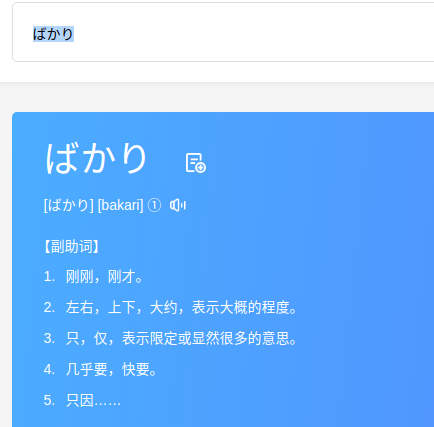 ばかり
ばかり
[ばかり] [bakari] ①
【副助词】
1. 刚刚，刚才。
2. 左右，上下，大约，表示大概的程度。
3. 只，仅，表示限定或显然很多的意思。
4. 几乎要，快要。
5. 只因……